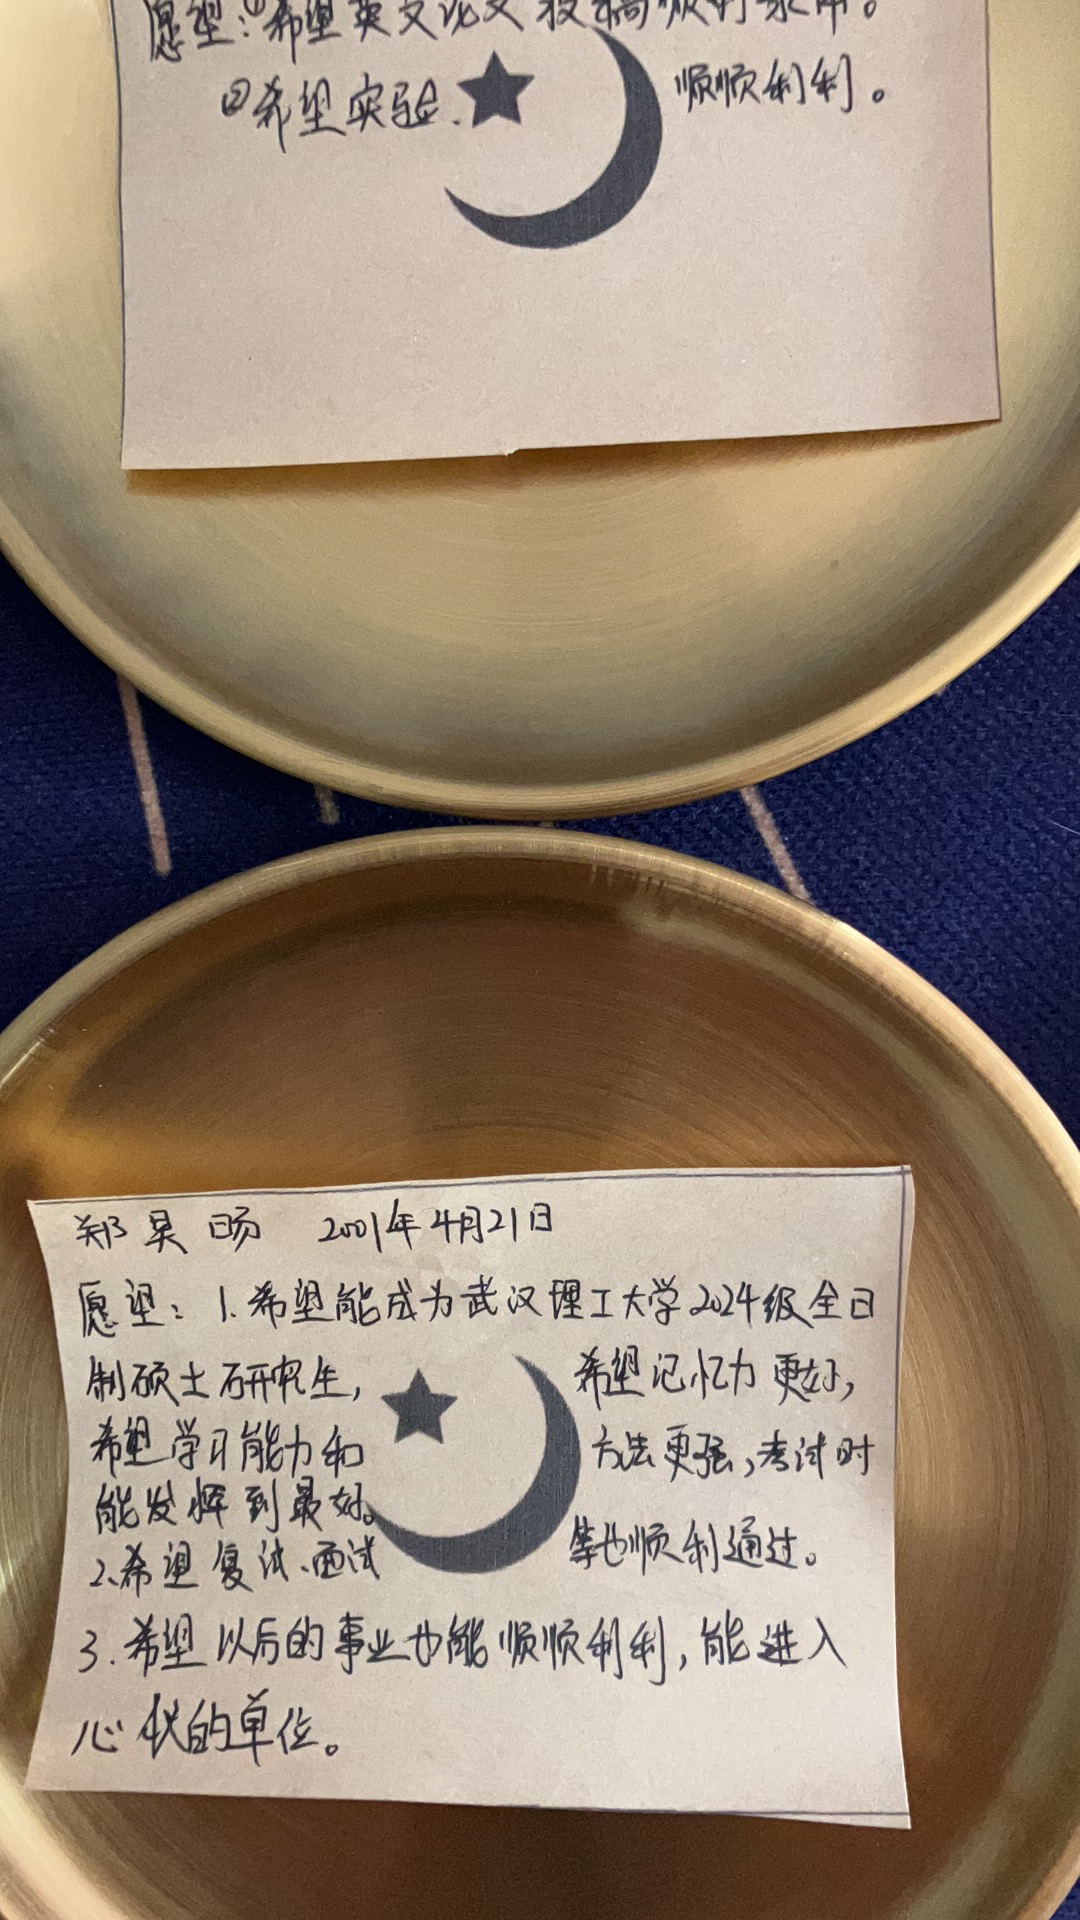 愿望：①希望英文论文投稿顺利录用。
②希望实验 顺顺利利。
郑昊旸 2001年4月21日
愿望：1.希望能成为武汉理工大学2024级全日
制硕士研究生， 希望记忆力更好，
希望学习能力和 方法更强，考试时
能发挥到最好。
2、希望复试、面试 等也顺利通过。
3.希望以后的事业也能顺顺利利，能进入
心仪的单位。